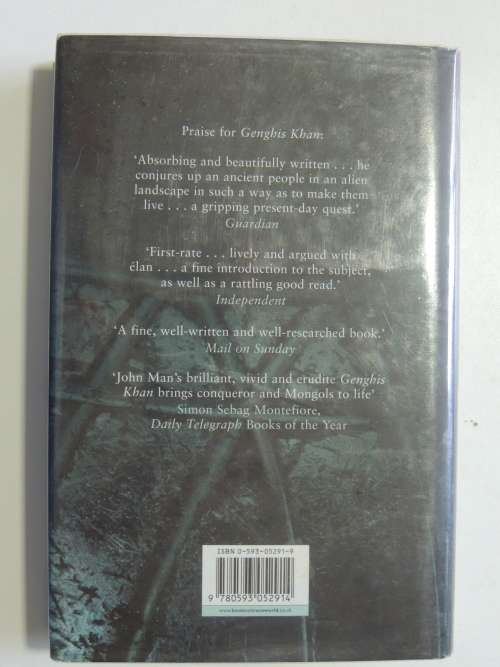 Praise for Genghis Khan:
‘Absorbing and beautifully written . . . he
conjures up an ancient people in an alien
landscape in such a way as to make them
live . . . a gripping present-day quest.’
Guardian
‘First-rate . . . lively and argued with
élan . . . a fine introduction to the subject,
as well as a rattling good read.’
Independent
‘A fine, well-written and well-researched book.’
Mail on Sunday
‘John Man’s brilliant, vivid and erudite Genghis
Khan brings conqueror and Mongols to life’
Simon Sebag Montefiore,
Daily Telegraph Books of the Year
ISBN 0-593-05291-9
9 780593 052914